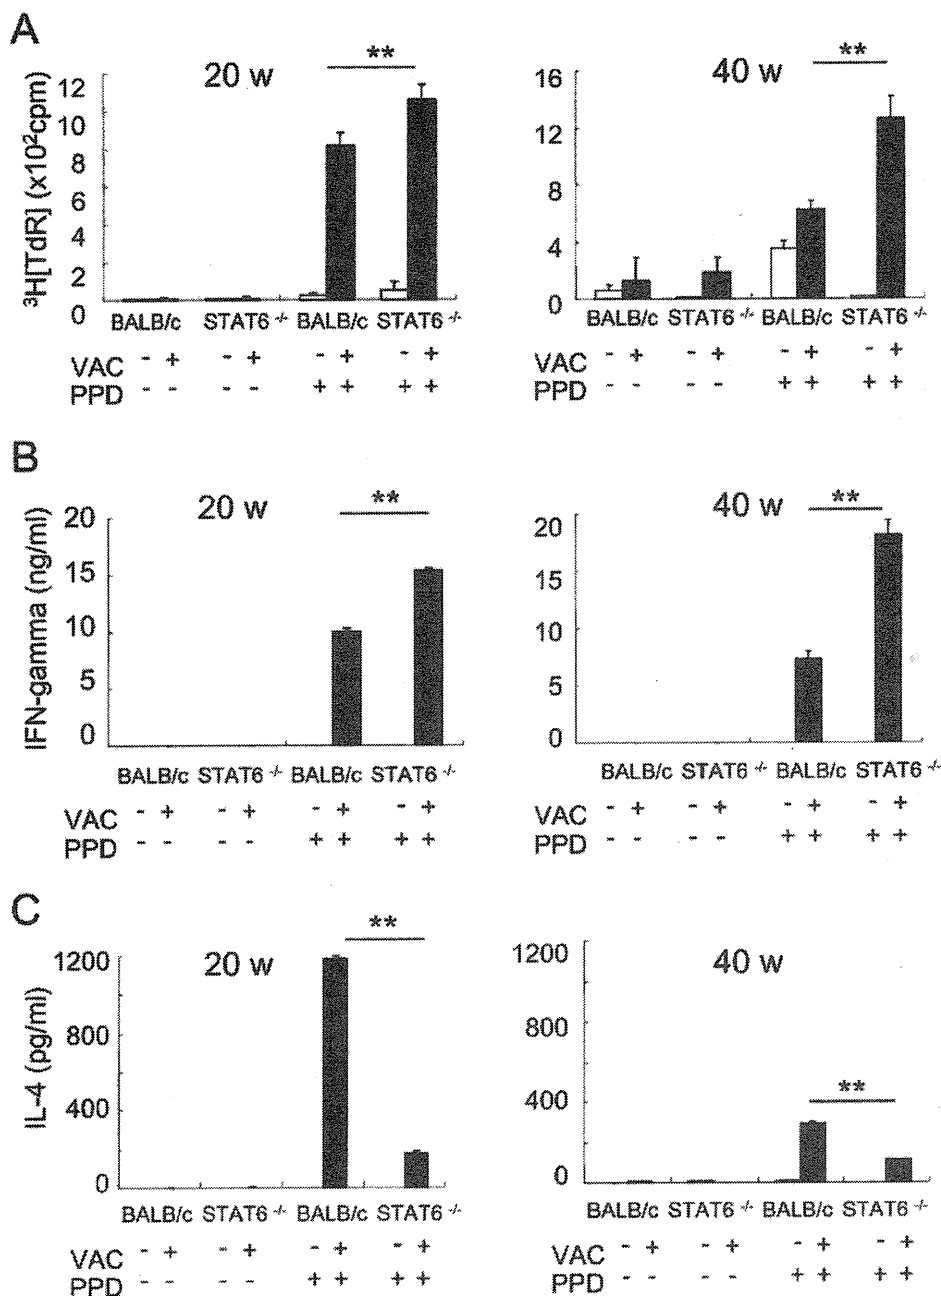 A
20 w
**
40 w
**
³H[TdR] (x10²cpm)
12
10
8
6
4
2
0
16
12
8
4
0
BALB/c STAT6 -/- BALB/c STAT6 -/-
BALB/c STAT6 -/- BALB/c STAT6 -/-
VAC - + - + - + - +
PPD - - - - + + + +
VAC - + - + - + - +
PPD - - - - + + + +
B
20 w
**
40 w
**
IFN-gamma (ng/ml)
20
15
10
5
0
20
15
10
5
0
BALB/c STAT6 -/- BALB/c STAT6 -/-
BALB/c STAT6 -/- BALB/c STAT6 -/-
VAC - + - + - + - +
PPD - - - - + + + +
VAC - + - + - + - +
PPD - - - - + + + +
C
20 w
**
40 w
**
IL-4 (pg/ml)
1200
800
400
0
1200
800
400
0
BALB/c STAT6 -/- BALB/c STAT6 -/-
BALB/c STAT6 -/- BALB/c STAT6 -/-
VAC - + - + - + - +
PPD - - - - + + + +
VAC - + - + - + - +
PPD - - - - + + + +